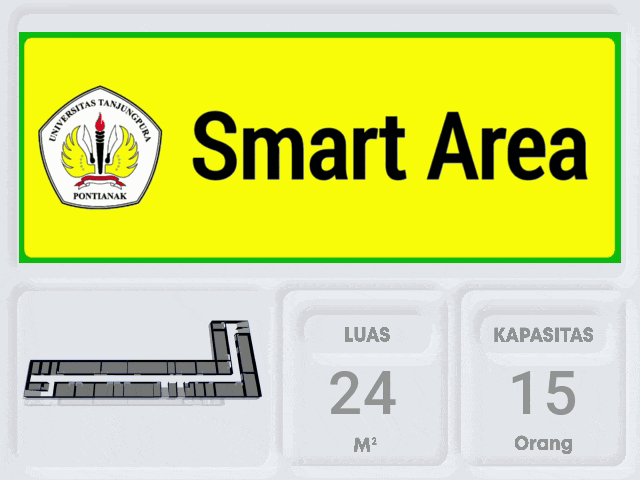 UNIVERSITAS TANJUNGPURA
PONTIANAK
Smart Area
LUAS
24
M²
KAPASITAS
15
Orang